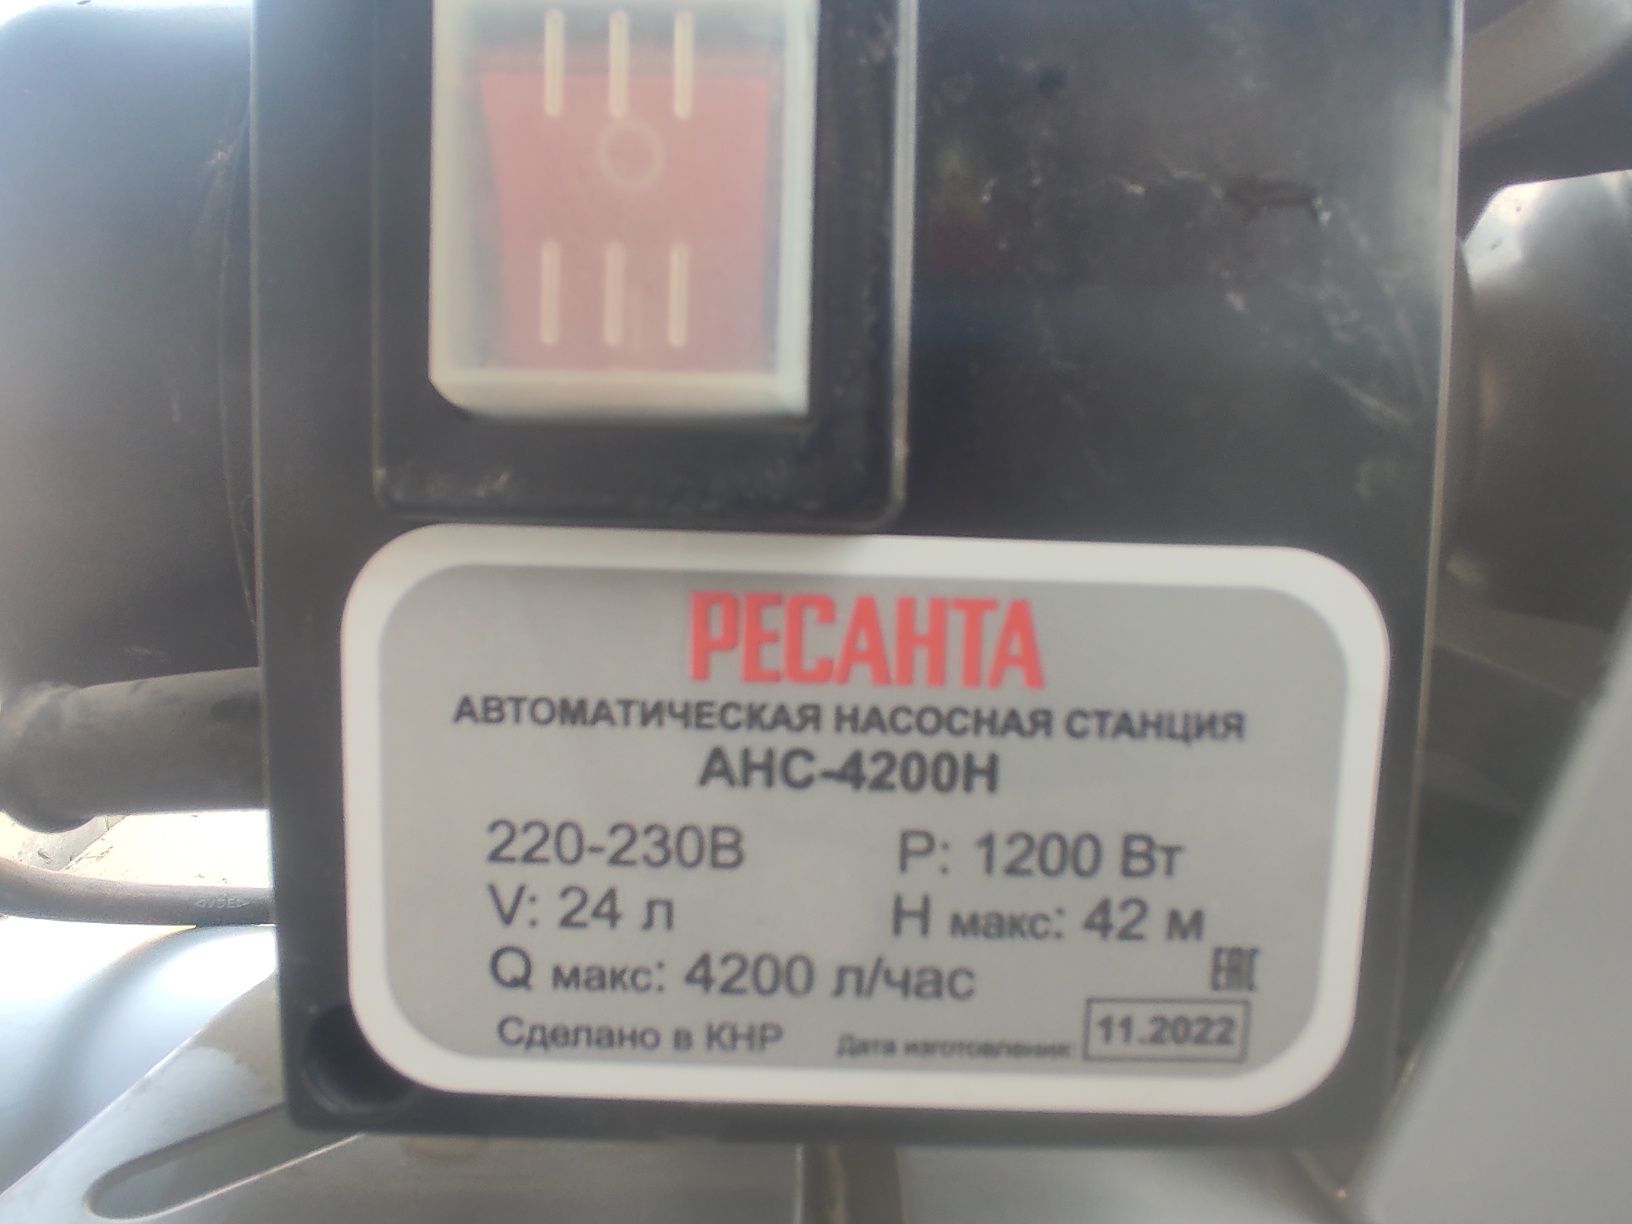 РЕСАНТА
АВТОМАТИЧЕСКАЯ НАСОСНАЯ СТАНЦИЯ
АНС-4200Н
220-230В P: 1200 Вт
V: 24 л H макс: 42 м
Q макс: 4200 л/час EAC
Сделано в КНР Дата изготовления: 11.2022